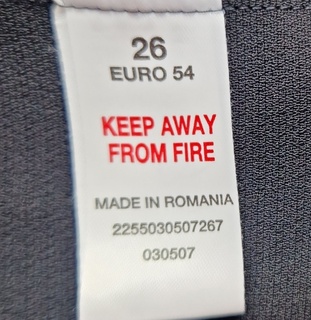 26
EURO 54
KEEP AWAY
FROM FIRE
MADE IN ROMANIA
2255030507267
030507